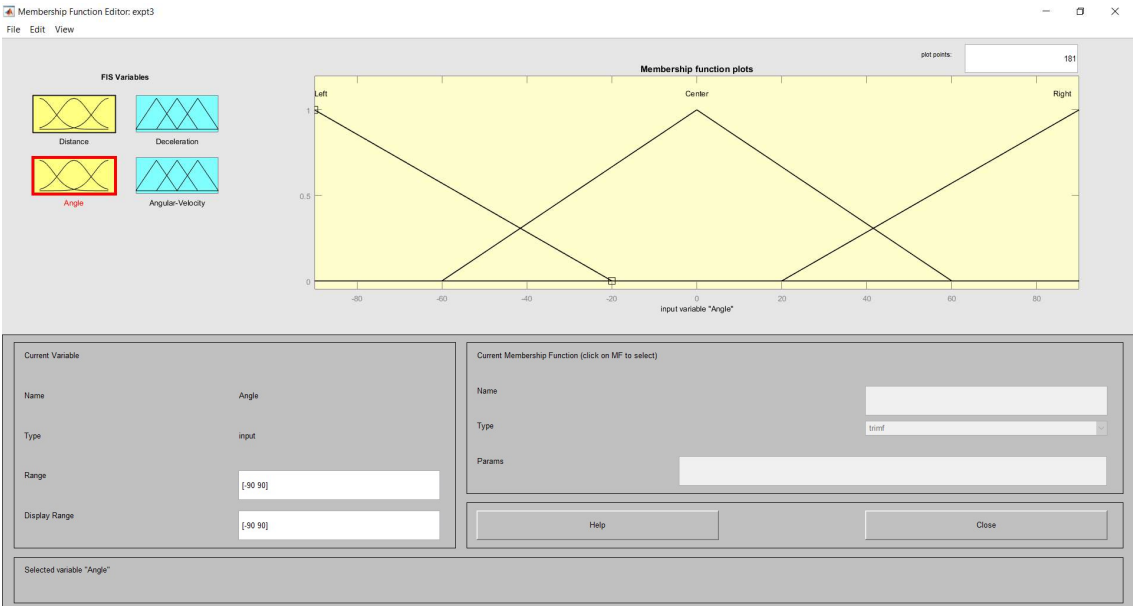 Membership Function Editor: expt3
File Edit View
plot points: 181
FIS Variables
Distance
Deceleration
Angle
Angular-Velocity
Membership function plots
Left Center Right
1
0.5
0
-80 -60 -40 -20 0 20 40 60 80
input variable "Angle"
Current Variable
Name Angle
Type input
Range [-90 90]
Display Range [-90 90]
Current Membership Function (click on MF to select)
Name
Type trimf
Params
Help Close
Selected variable "Angle"